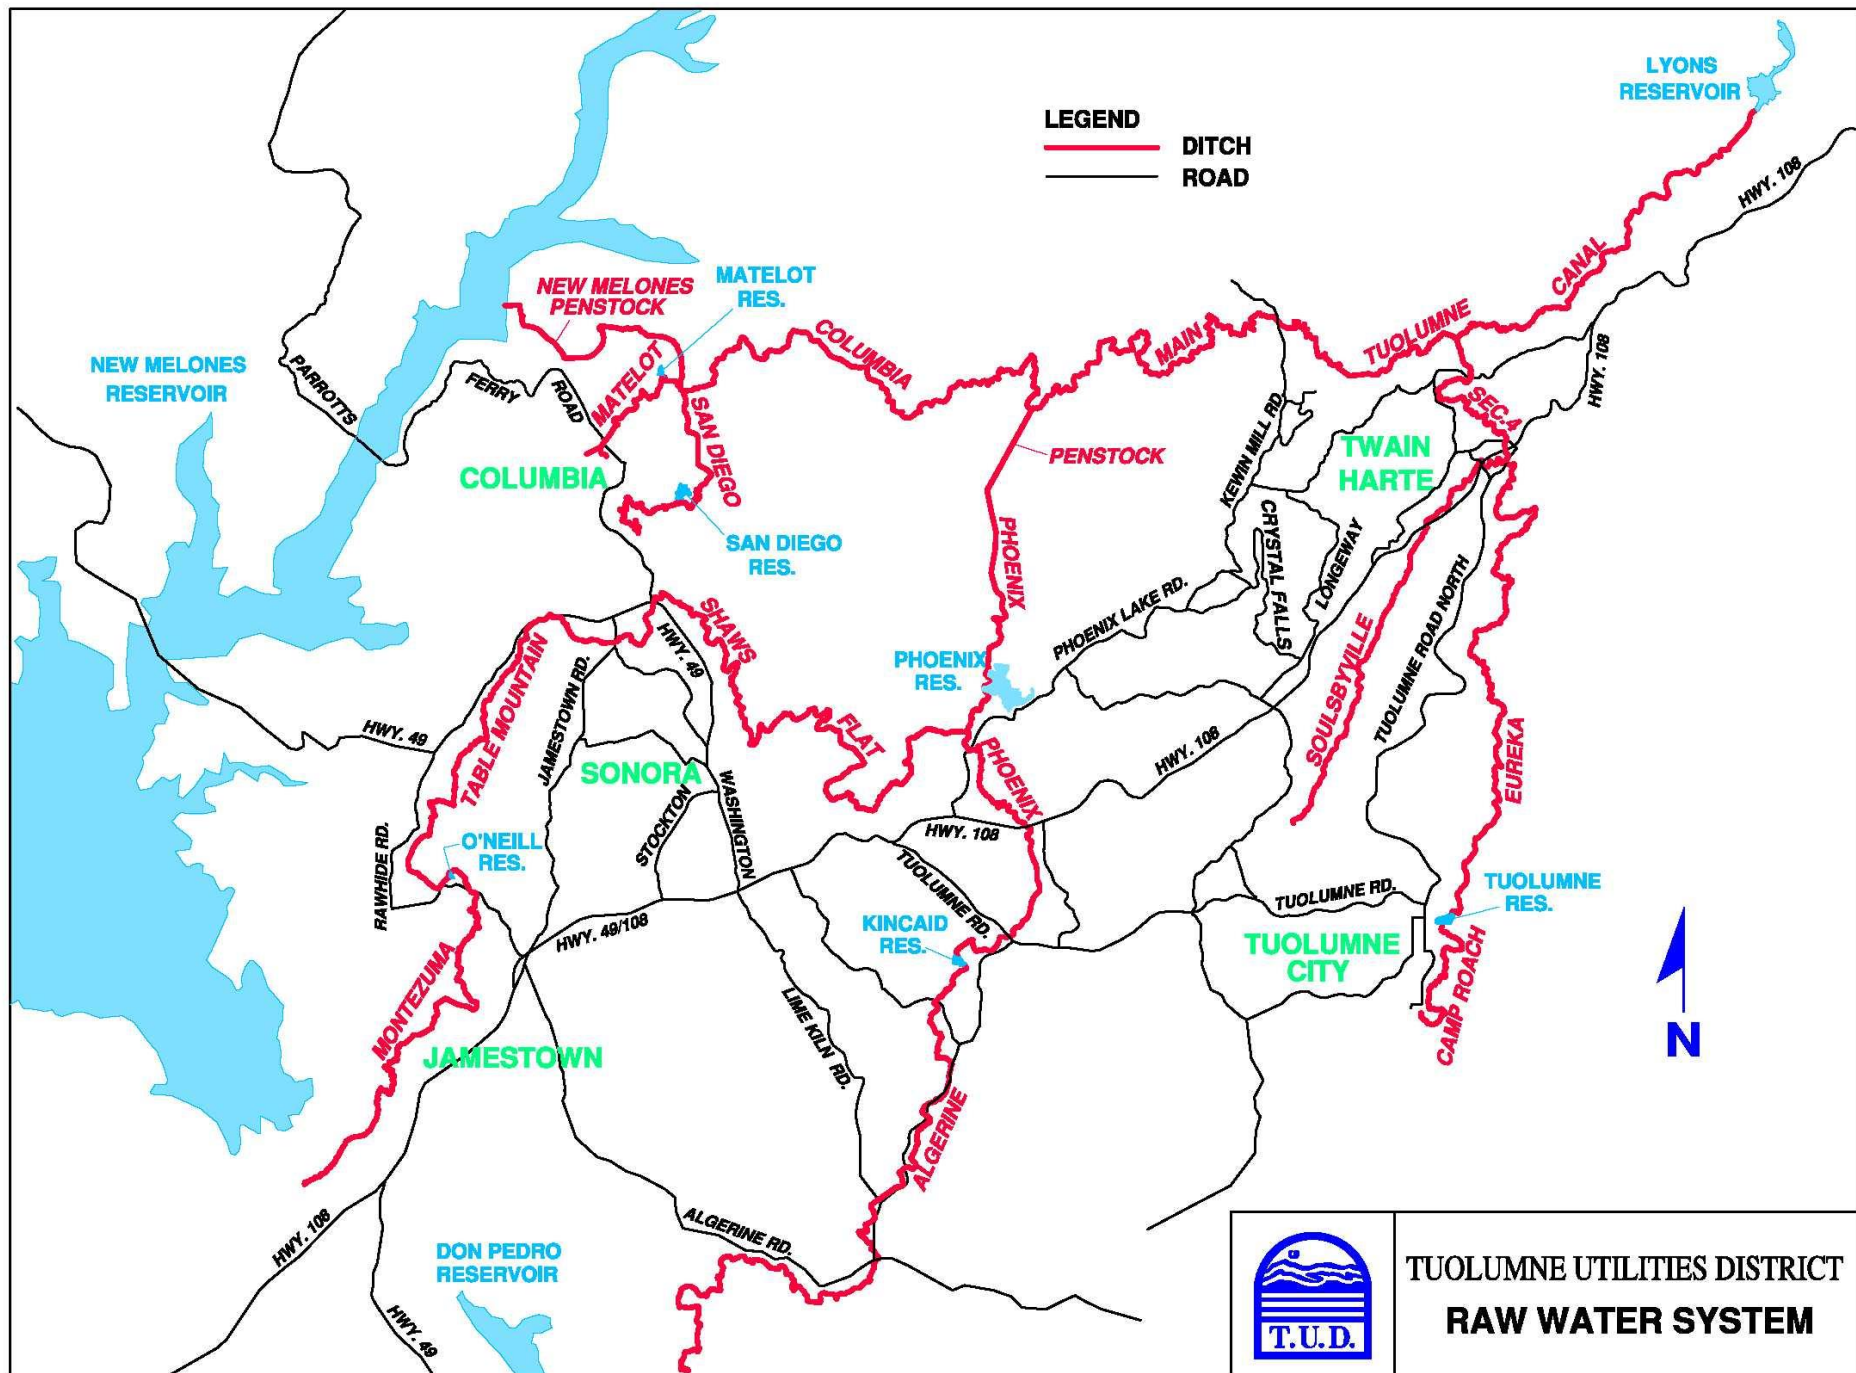 LYONS
RESERVOIR
LEGEND
DITCH
ROAD
HWY. 108
CANAL
MATELOT
RES.
NEW MELONES
PENSTOCK
COLUMBIA
MAIN
TUOLUMNE
HWY. 108
NEW MELONES
RESERVOIR
PARROTTS
FERRY
ROAD
MATELOT
SAN DIEGO
SEC.4
KEWIN MILL RD.
TWAIN
HARTE
PENSTOCK
COLUMBIA
SAN DIEGO
RES.
PHOENIX
CRYSTAL FALLS
LONGEWAY
TUOLUMNE ROAD NORTH
PHOENIX LAKE RD.
SHAWS
HWY. 49
TABLE MOUNTAIN
JAMESTOWN RD.
PHOENIX
RES.
SOULSBYVILLE
EUREKA
HWY. 49
FLAT
PHOENIX
HWY. 108
SONORA
STOCKTON
WASHINGTON
HWY. 108
RAWHIDE RD.
O'NEILL
RES.
TUOLUMNE RD.
TUOLUMNE RD.
TUOLUMNE
RES.
KINCAID
RES.
HWY. 49/108
TUOLUMNE
CITY
CAMP ROACH
MONTEZUMA
LIME KILN RD.
N
JAMESTOWN
ALGERINE
HWY. 108
ALGERINE RD.
DON PEDRO
RESERVOIR
HWY. 49
T.U.D.
TUOLUMNE UTILITIES DISTRICT
RAW WATER SYSTEM